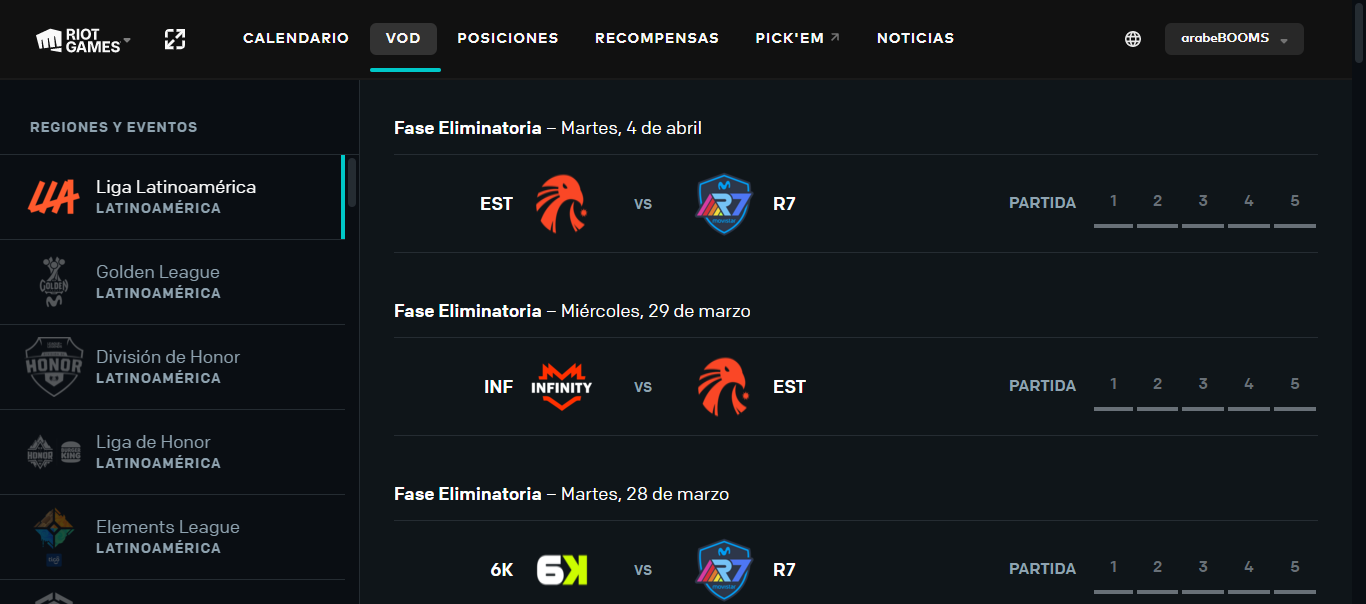 RIOT GAMES
CALENDARIO VOD POSICIONES RECOMPENSAS PICK'EM NOTICIAS arabeBOOMS
REGIONES Y EVENTOS
LLA
Liga Latinoamérica
LATINOAMÉRICA
GOLDEN
Golden League
LATINOAMÉRICA
HONOR
División de Honor
LATINOAMÉRICA
HONOR BURGER KING
Liga de Honor
LATINOAMÉRICA
Elements League
LATINOAMÉRICA
Fase Eliminatoria – Martes, 4 de abril
EST VS R7 movistar R7 PARTIDA 1 2 3 4 5
Fase Eliminatoria – Miércoles, 29 de marzo
INF INFINITY VS EST PARTIDA 1 2 3 4 5
Fase Eliminatoria – Martes, 28 de marzo
6K 6K VS R7 movistar R7 PARTIDA 1 2 3 4 5